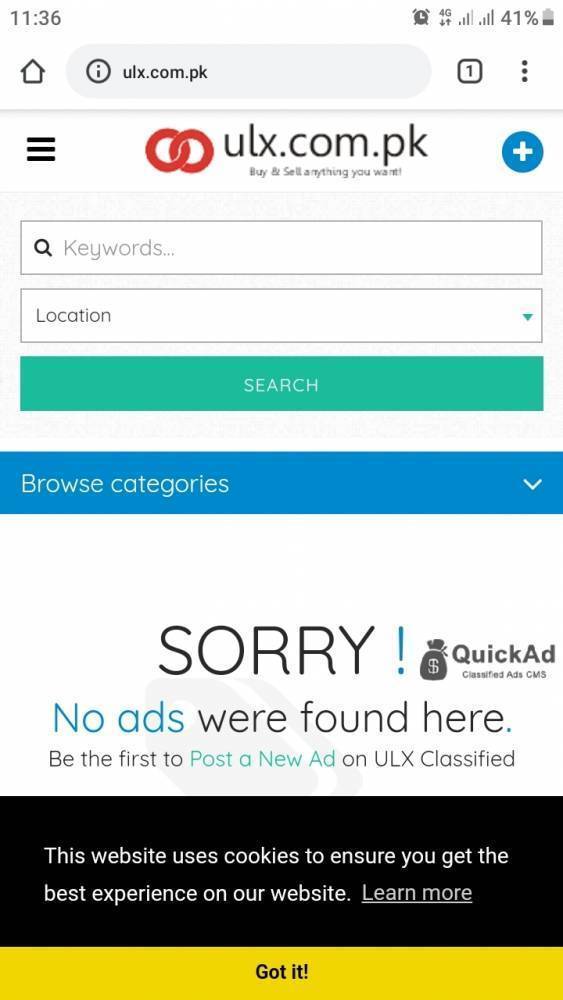 11:36
4G
41%
ulx.com.pk
1
ulx.com.pk
Buy & Sell anything you want!
Keywords...
Location
SEARCH
Browse categories
SORRY !
QuickAd
Classified Ads CMS
No ads were found here.
Be the first to Post a New Ad on ULX Classified
This website uses cookies to ensure you get the
best experience on our website. Learn more
Got it!